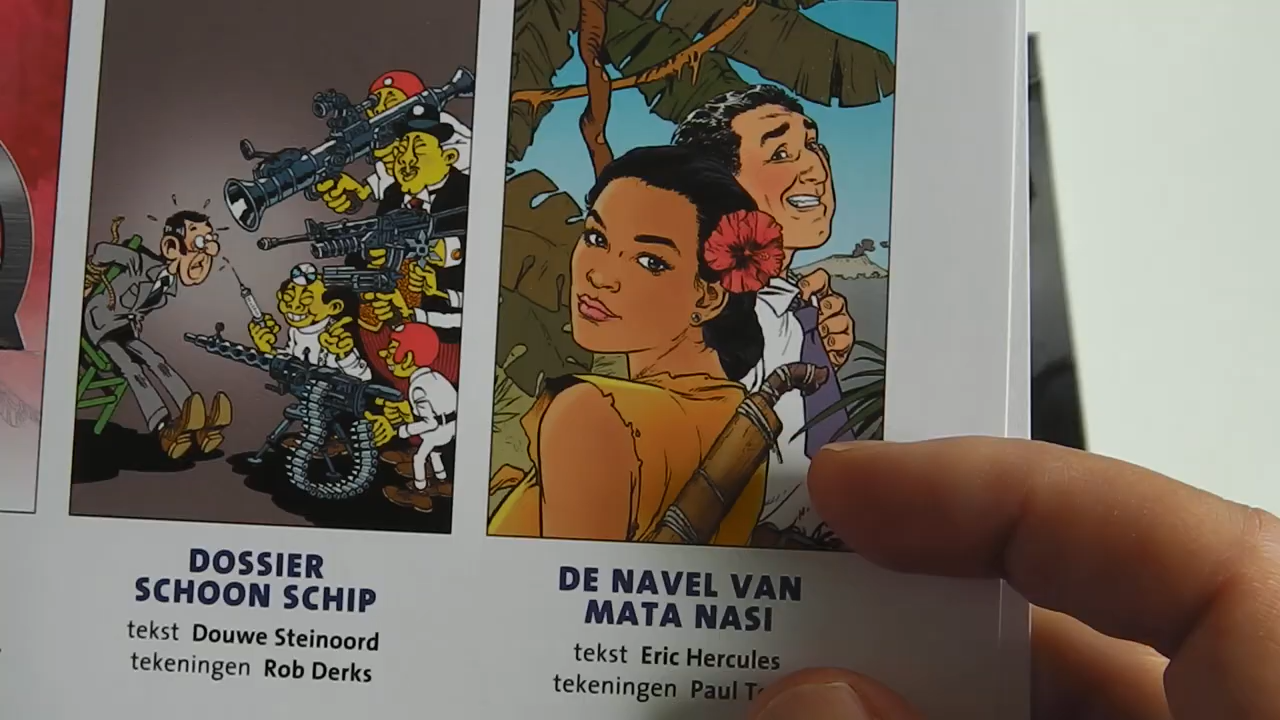 DOSSIER
SCHOON SCHIP
tekst Douwe Steinoord
tekeningen Rob Derks
DE NAVEL VAN
MATA NASI
tekst Eric Hercules
tekeningen Paul